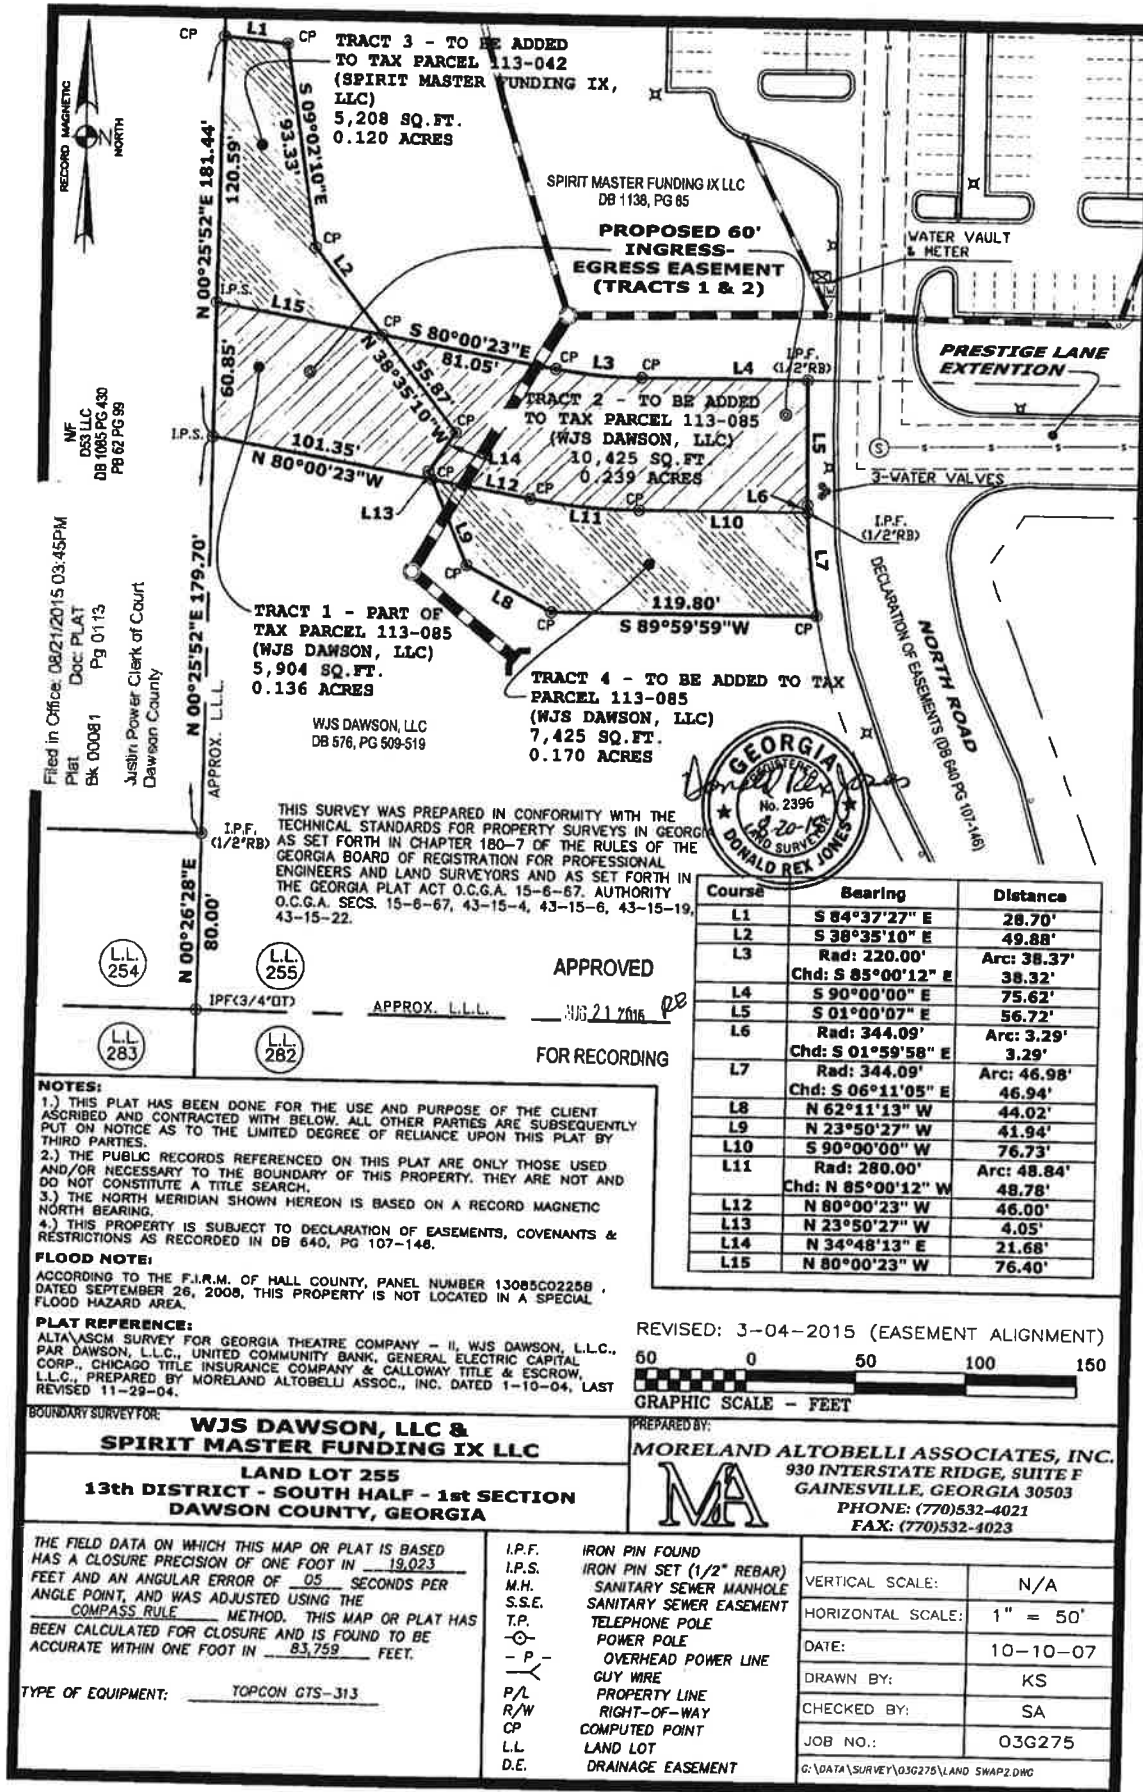 CP
L1
CP
TRACT 3 - TO BE ADDED
TO TAX PARCEL 113-042
(SPIRIT MASTER FUNDING IX,
LLC)
5,208 SQ.FT.
0.120 ACRES
RECORD MAGNETIC
N
NORTH
N 00°25'52"E 181.44'
120.59'
S 09°02'10"E
93.33'
SPIRIT MASTER FUNDING IX LLC
DB 1138, PG 65
PROPOSED 60'
INGRESS-
EGRESS EASEMENT
(TRACTS 1 & 2)
WATER VAULT
& METER
W
CP
L2
I.P.S.
L15
CP
S 80°00'23"E
81.05'
CP
L3
CP
L4
I.P.F.
(1/2"RB)
PRESTIGE LANE
EXTENTION
N 38°35'10"W
55.87'
60.85'
N/F
D53 LLC
DB 1085 PG 430
PB 62 PG 99
TRACT 2 - TO BE ADDED
TO TAX PARCEL 113-085
(WJS DAWSON, LLC)
10,425 SQ.FT.
0.239 ACRES
L5
S
S
S
S
S
S
I.P.S.
101.35'
N 80°00'23"W
CP
L14
L12
L13
L11
CP
L10
L6
3-WATER VALVES
I.P.F.
(1/2"RB)
L9
L7
CP
L8
CP
119.80'
S 89°59'59"W
CP
Filed in Office: 08/21/2015 03:45PM
Plat Doc: PLAT
Bk 00081 Pg 0113
Justin Power Clerk of Court
Dawson County
N 00°25'52"E 179.70'
APPROX. L.L.L.
TRACT 1 - PART OF
TAX PARCEL 113-085
(WJS DAWSON, LLC)
5,904 SQ.FT.
0.136 ACRES
WJS DAWSON, LLC
DB 576, PG 509-519
TRACT 4 - TO BE ADDED TO TAX
PARCEL 113-085
(WJS DAWSON, LLC)
7,425 SQ.FT.
0.170 ACRES
NORTH ROAD
DECLARATION OF EASEMENTS (DB 640 PG 107-146)
GEORGIA
REGISTERED
No. 2396
8-20-15
LAND SURVEYOR
DONALD REX JONES
Donald Rex Jones
I.P.F.
(1/2"RB)
THIS SURVEY WAS PREPARED IN CONFORMITY WITH THE
TECHNICAL STANDARDS FOR PROPERTY SURVEYS IN GEORGIA
AS SET FORTH IN CHAPTER 180-7 OF THE RULES OF THE
GEORGIA BOARD OF REGISTRATION FOR PROFESSIONAL
ENGINEERS AND LAND SURVEYORS AND AS SET FORTH IN
THE GEORGIA PLAT ACT O.C.G.A. 15-6-67. AUTHORITY
O.C.G.A. SECS. 15-6-67, 43-15-4, 43-15-6, 43-15-19,
43-15-22.
N 00°26'28"E
80.00'
L.L.
254
L.L.
255
IPF(3/4"OT)
APPROX. L.L.L.
L.L.
283
L.L.
282
APPROVED
AUG 21 2015 RB
FOR RECORDING
Course Bearing Distance
L1 S 84°37'27" E 28.70'
L2 S 38°35'10" E 49.88'
L3 Rad: 220.00' Arc: 38.37'
Chd: S 85°00'12" E 38.32'
L4 S 90°00'00" E 75.62'
L5 S 01°00'07" E 56.72'
L6 Rad: 344.09' Arc: 3.29'
Chd: S 01°59'58" E 3.29'
L7 Rad: 344.09' Arc: 46.98'
Chd: S 06°11'05" E 46.94'
L8 N 62°11'13" W 44.02'
L9 N 23°50'27" W 41.94'
L10 S 90°00'00" W 76.73'
L11 Rad: 280.00' Arc: 48.84'
Chd: N 85°00'12" W 48.78'
L12 N 80°00'23" W 46.00'
L13 N 23°50'27" W 4.05'
L14 N 34°48'13" E 21.68'
L15 N 80°00'23" W 76.40'
NOTES:
1.) THIS PLAT HAS BEEN DONE FOR THE USE AND PURPOSE OF THE CLIENT
ASCRIBED AND CONTRACTED WITH BELOW. ALL OTHER PARTIES ARE SUBSEQUENTLY
PUT ON NOTICE AS TO THE LIMITED DEGREE OF RELIANCE UPON THIS PLAT BY
THIRD PARTIES.
2.) THE PUBLIC RECORDS REFERENCED ON THIS PLAT ARE ONLY THOSE USED
AND/OR NECESSARY TO THE BOUNDARY OF THIS PROPERTY. THEY ARE NOT AND
DO NOT CONSTITUTE A TITLE SEARCH.
3.) THE NORTH MERIDIAN SHOWN HEREON IS BASED ON A RECORD MAGNETIC
NORTH BEARING.
4.) THIS PROPERTY IS SUBJECT TO DECLARATION OF EASEMENTS, COVENANTS &
RESTRICTIONS AS RECORDED IN DB 640, PG 107-146.
FLOOD NOTE:
ACCORDING TO THE F.I.R.M. OF HALL COUNTY, PANEL NUMBER 13085C0225B ,
DATED SEPTEMBER 26, 2008, THIS PROPERTY IS NOT LOCATED IN A SPECIAL
FLOOD HAZARD AREA.
PLAT REFERENCE:
ALTA\ASCM SURVEY FOR GEORGIA THEATRE COMPANY - II, WJS DAWSON, L.L.C.,
PAR DAWSON, L.L.C., UNITED COMMUNITY BANK, GENERAL ELECTRIC CAPITAL
CORP., CHICAGO TITLE INSURANCE COMPANY & CALLOWAY TITLE & ESCROW,
L.L.C., PREPARED BY MORELAND ALTOBELLI ASSOC., INC. DATED 1-10-04, LAST
REVISED 11-29-04.
REVISED: 3-04-2015 (EASEMENT ALIGNMENT)
50 0 50 100 150
GRAPHIC SCALE - FEET
BOUNDARY SURVEY FOR:
WJS DAWSON, LLC &
SPIRIT MASTER FUNDING IX LLC
LAND LOT 255
13th DISTRICT - SOUTH HALF - 1st SECTION
DAWSON COUNTY, GEORGIA
PREPARED BY:
MORELAND ALTOBELLI ASSOCIATES, INC.
MA
930 INTERSTATE RIDGE, SUITE F
GAINESVILLE, GEORGIA 30503
PHONE: (770)532-4021
FAX: (770)532-4023
THE FIELD DATA ON WHICH THIS MAP OR PLAT IS BASED
HAS A CLOSURE PRECISION OF ONE FOOT IN 19,023
FEET AND AN ANGULAR ERROR OF 05 SECONDS PER
ANGLE POINT, AND WAS ADJUSTED USING THE
COMPASS RULE METHOD. THIS MAP OR PLAT HAS
BEEN CALCULATED FOR CLOSURE AND IS FOUND TO BE
ACCURATE WITHIN ONE FOOT IN 83,759 FEET.
TYPE OF EQUIPMENT: TOPCON GTS-313
I.P.F. IRON PIN FOUND
I.P.S. IRON PIN SET (1/2" REBAR)
M.H. SANITARY SEWER MANHOLE
S.S.E. SANITARY SEWER EASEMENT
T.P. TELEPHONE POLE
POWER POLE
- P - OVERHEAD POWER LINE
GUY WIRE
P/L PROPERTY LINE
R/W RIGHT-OF-WAY
CP COMPUTED POINT
L.L. LAND LOT
D.E. DRAINAGE EASEMENT
VERTICAL SCALE: N/A
HORIZONTAL SCALE: 1" = 50'
DATE: 10-10-07
DRAWN BY: KS
CHECKED BY: SA
JOB NO.: 03G275
G:\DATA\SURVEY\03G275\LAND SWAP2.DWG